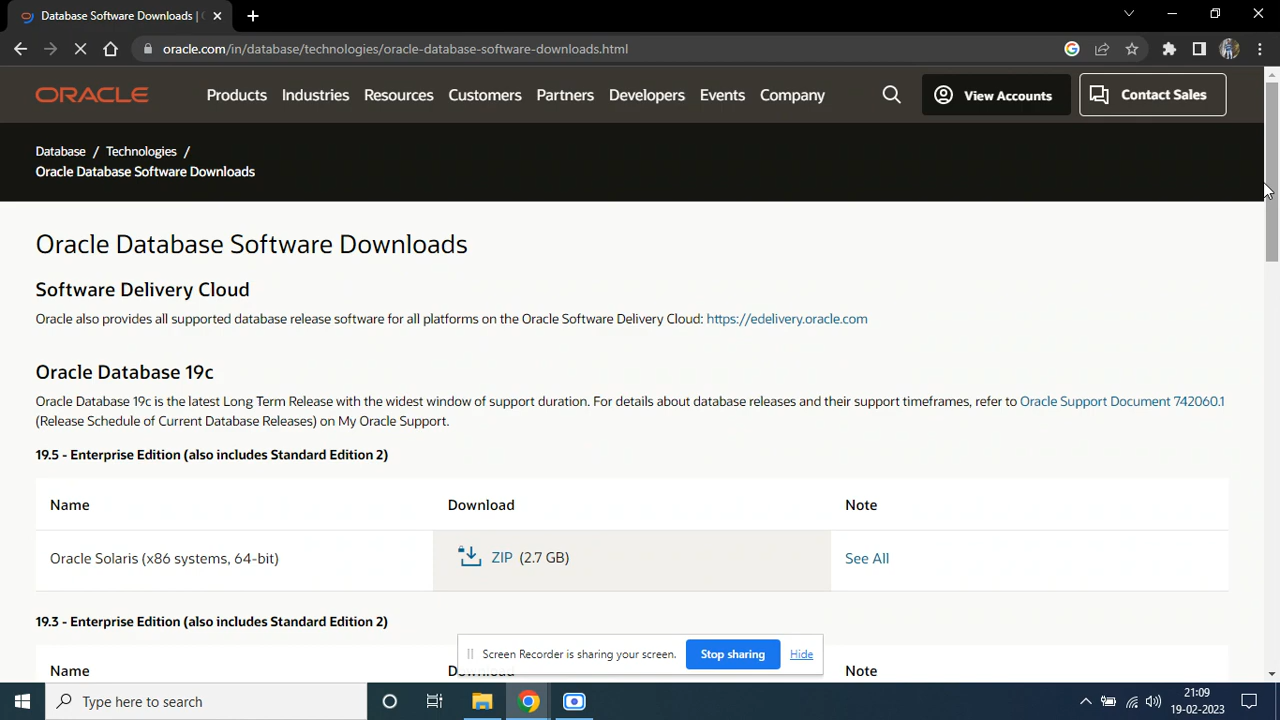 Database Software Downloads |
oracle.com/in/database/technologies/oracle-database-software-downloads.html
ORACLE
Products
Industries
Resources
Customers
Partners
Developers
Events
Company
View Accounts
Contact Sales
Database / Technologies /
Oracle Database Software Downloads
Oracle Database Software Downloads
Software Delivery Cloud
Oracle also provides all supported database release software for all platforms on the Oracle Software Delivery Cloud: https://edelivery.oracle.com
Oracle Database 19c
Oracle Database 19c is the latest Long Term Release with the widest window of support duration. For details about database releases and their support timeframes, refer to Oracle Support Document 742060.1
(Release Schedule of Current Database Releases) on My Oracle Support.
19.5 - Enterprise Edition (also includes Standard Edition 2)
Name
Download
Note
Oracle Solaris (x86 systems, 64-bit)
ZIP (2.7 GB)
See All
19.3 - Enterprise Edition (also includes Standard Edition 2)
Name
Download
Note
Screen Recorder is sharing your screen.
Stop sharing
Hide
Type here to search
21:09
19-02-2023